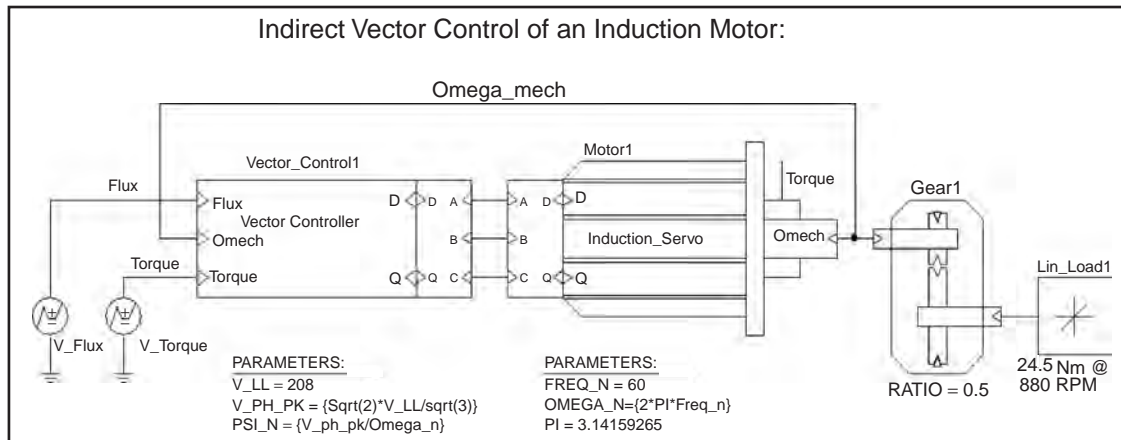 Indirect Vector Control of an Induction Motor:
Omega_mech
Vector_Control1
Motor1
Flux
Flux
D
D
A
A
D
D
Torque
Gear1
Vector Controller
Omech
B
B
Induction_Servo
Omech
Torque
Torque
Q
Q
C
C
Q
Q
Lin_Load1
V_Flux
V_Torque
24.5 Nm @
880 RPM
RATIO = 0.5
PARAMETERS:
V_LL = 208
V_PH_PK = {Sqrt(2)*V_LL/sqrt(3)}
PSI_N = {V_ph_pk/Omega_n}
PARAMETERS:
FREQ_N = 60
OMEGA_N={2*PI*Freq_n}
PI = 3.14159265